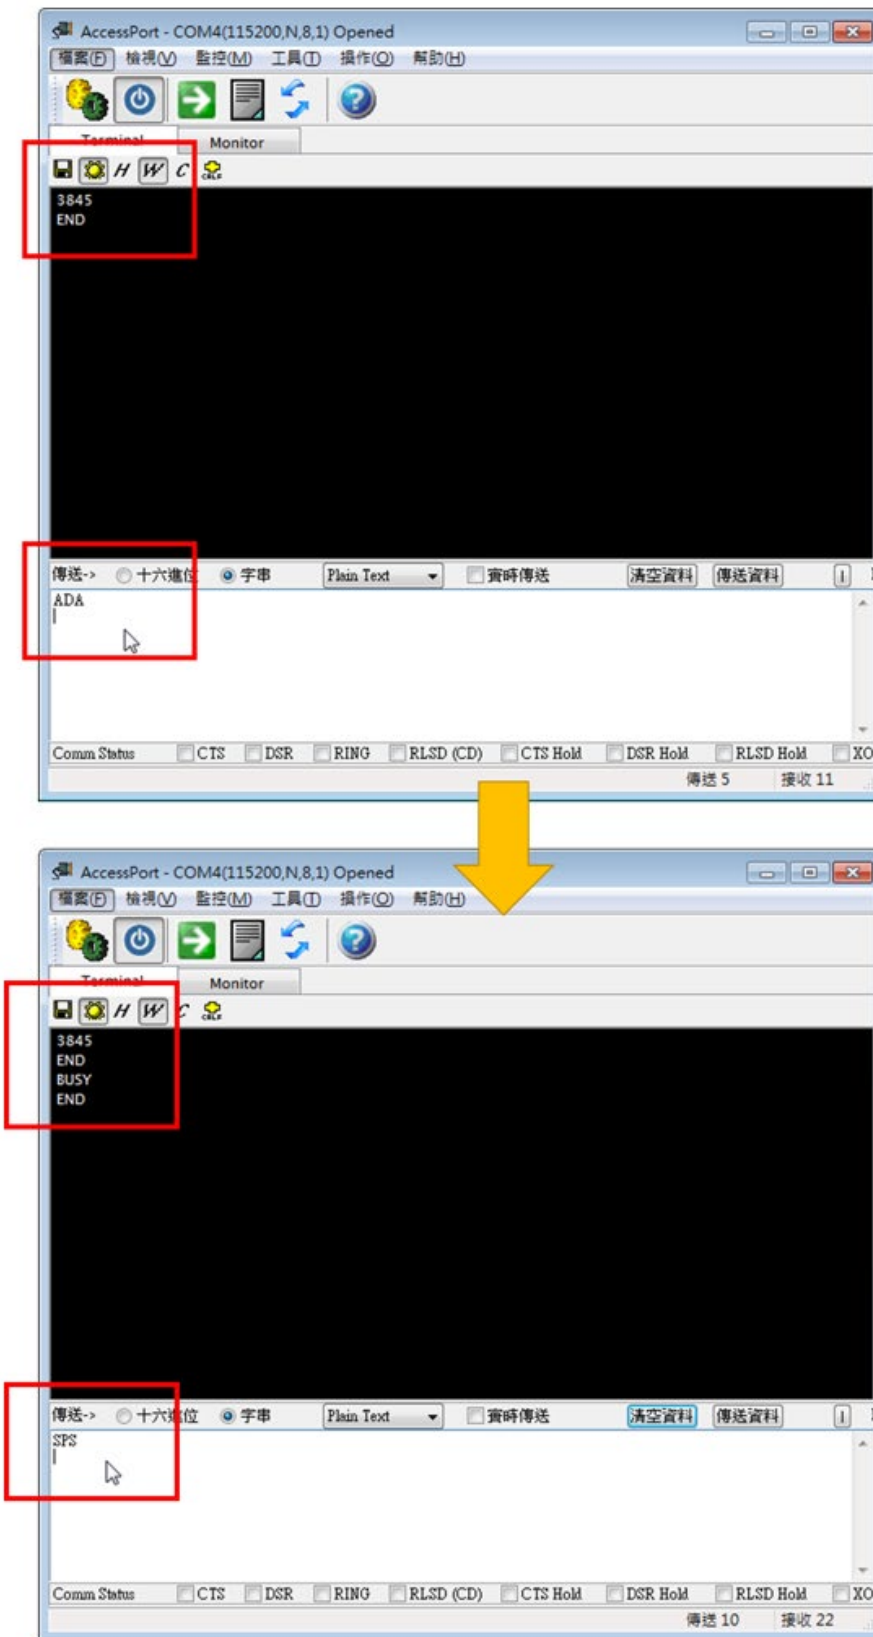 AccessPort - COM4(115200,N,8,1) Opened
檔案(F) 檢視(V) 監控(M) 工具(T) 操作(O) 幫助(H)
Terminal Monitor
H W C CRLF
3845
END
傳送-> 十六進位 字串 Plain Text 實時傳送 清空資料 傳送資料
ADA
Comm Status CTS DSR RING RLSD (CD) CTS Hold DSR Hold RLSD Hold XO
傳送 5 接收 11
AccessPort - COM4(115200,N,8,1) Opened
檔案(F) 檢視(V) 監控(M) 工具(T) 操作(O) 幫助(H)
Terminal Monitor
H W C CRLF
3845
END
BUSY
END
傳送-> 十六進位 字串 Plain Text 實時傳送 清空資料 傳送資料
SPS
Comm Status CTS DSR RING RLSD (CD) CTS Hold DSR Hold RLSD Hold XO
傳送 10 接收 22